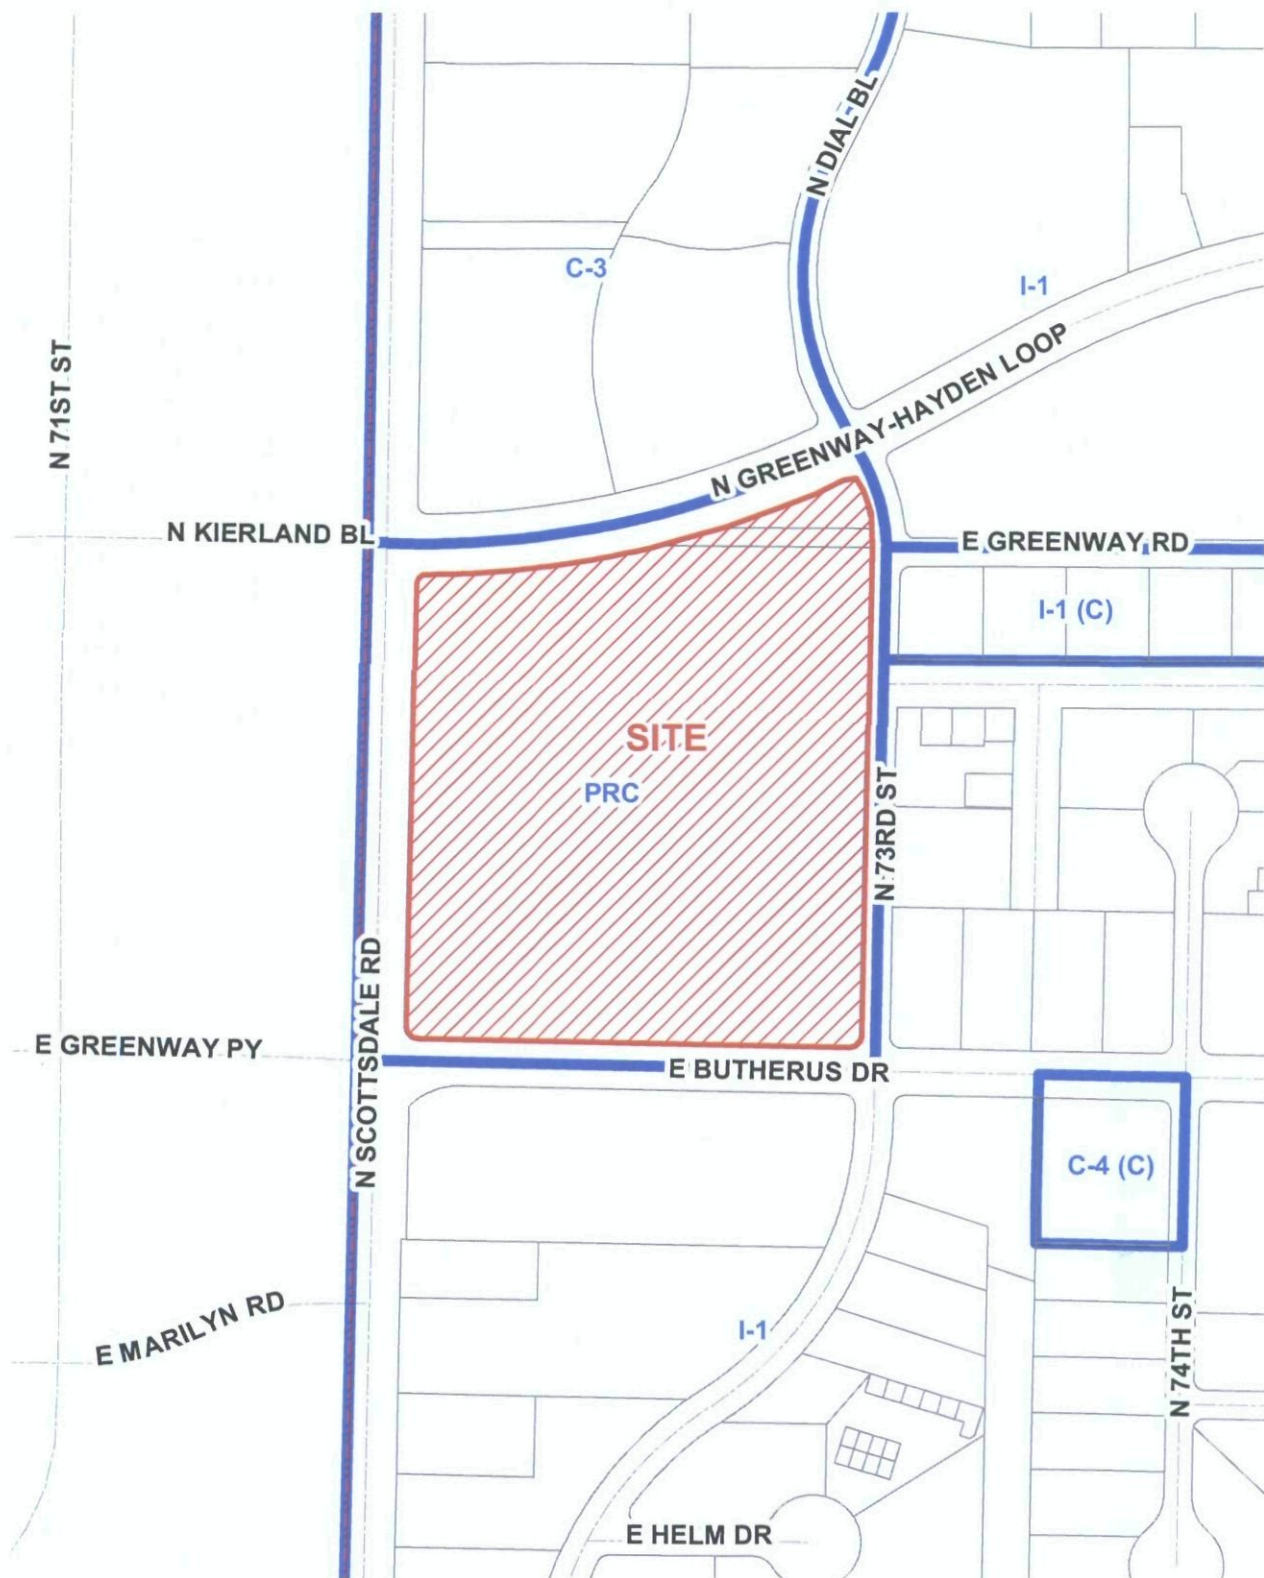 N DIAL BL
C-3
I-1
N 71ST ST
N GREENWAY-HAYDEN LOOP
N KIERLAND BL
E GREENWAY RD
I-1 (C)
SITE
PRC
N 73RD ST
N SCOTTSDALE RD
E GREENWAY PY
E BUTHERUS DR
C-4 (C)
E MARILYN RD
I-1
N 74TH ST
E HELM DR